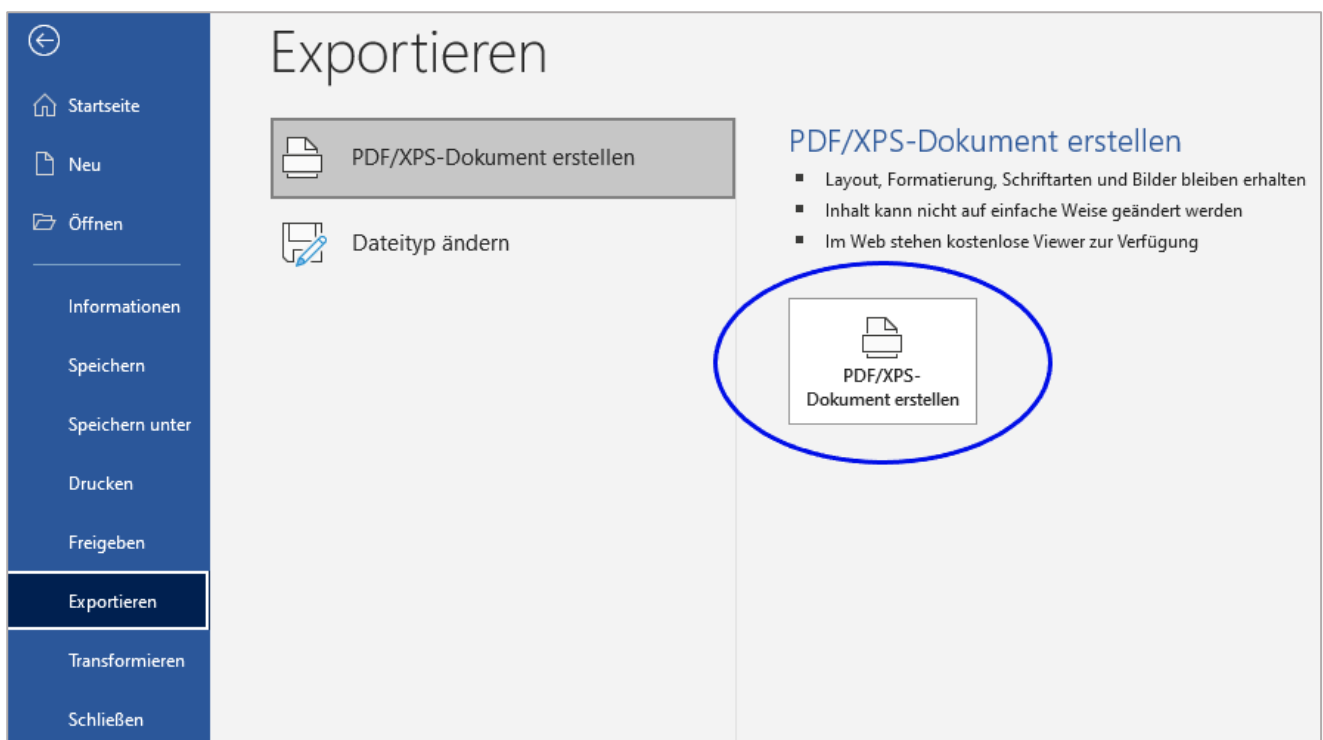 Exportieren
Startseite
Neu
Öffnen
Informationen
Speichern
Speichern unter
Drucken
Freigeben
Exportieren
Transformieren
Schließen
PDF/XPS-Dokument erstellen
Dateityp ändern
PDF/XPS-Dokument erstellen
Layout, Formatierung, Schriftarten und Bilder bleiben erhalten
Inhalt kann nicht auf einfache Weise geändert werden
Im Web stehen kostenlose Viewer zur Verfügung
PDF/XPS-
Dokument erstellen